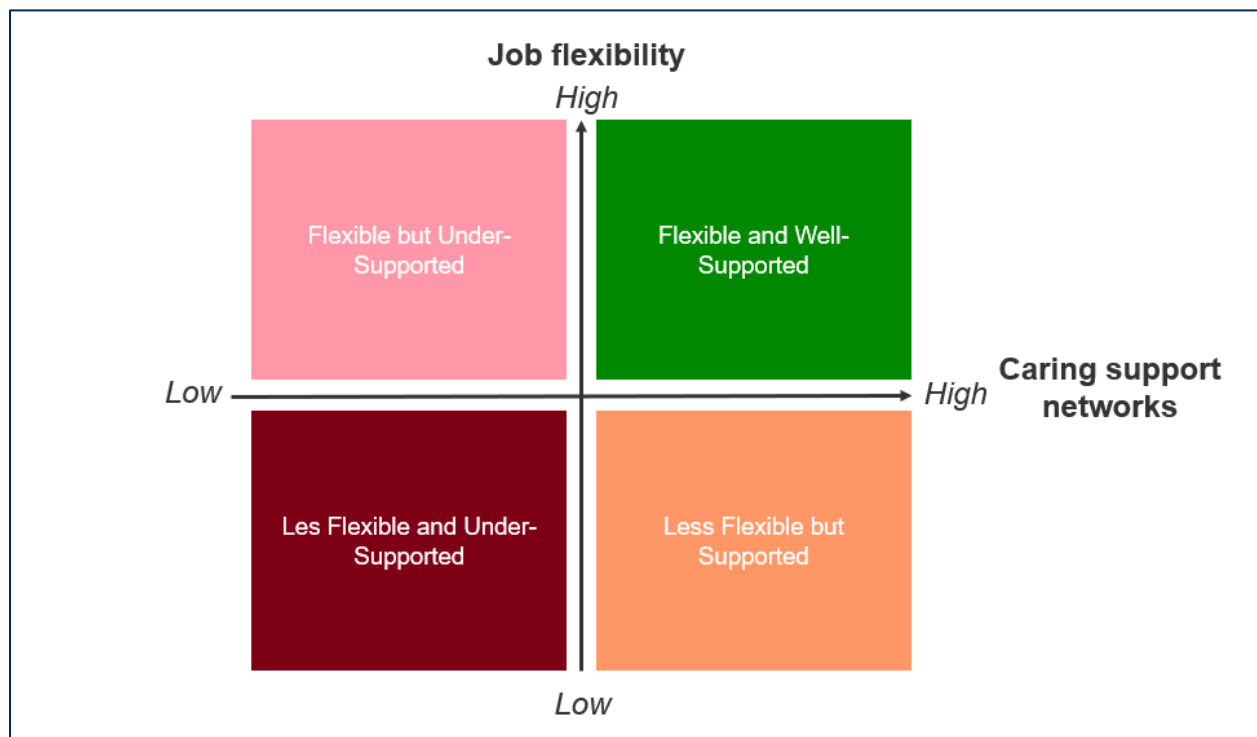 Job flexibility
High
Flexible but Under-
Supported
Flexible and Well-
Supported
Low
High
Caring support
networks
Les Flexible and Under-
Supported
Less Flexible but
Supported
Low